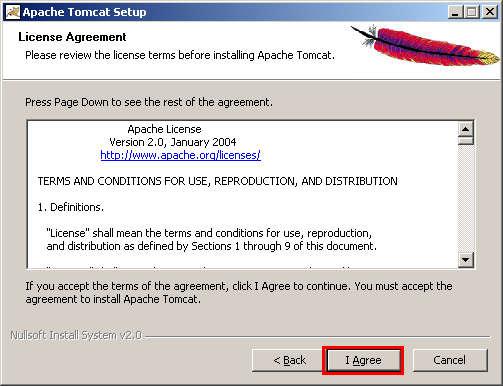 Apache Tomcat Setup
License Agreement
Please review the license terms before installing Apache Tomcat.
Press Page Down to see the rest of the agreement.
Apache License
Version 2.0, January 2004
http://www.apache.org/licenses/
TERMS AND CONDITIONS FOR USE, REPRODUCTION, AND DISTRIBUTION
1. Definitions.
"License" shall mean the terms and conditions for use, reproduction,
and distribution as defined by Sections 1 through 9 of this document.
If you accept the terms of the agreement, click I Agree to continue. You must accept the
agreement to install Apache Tomcat.
Nullsoft Install System v2.0
< Back I Agree Cancel